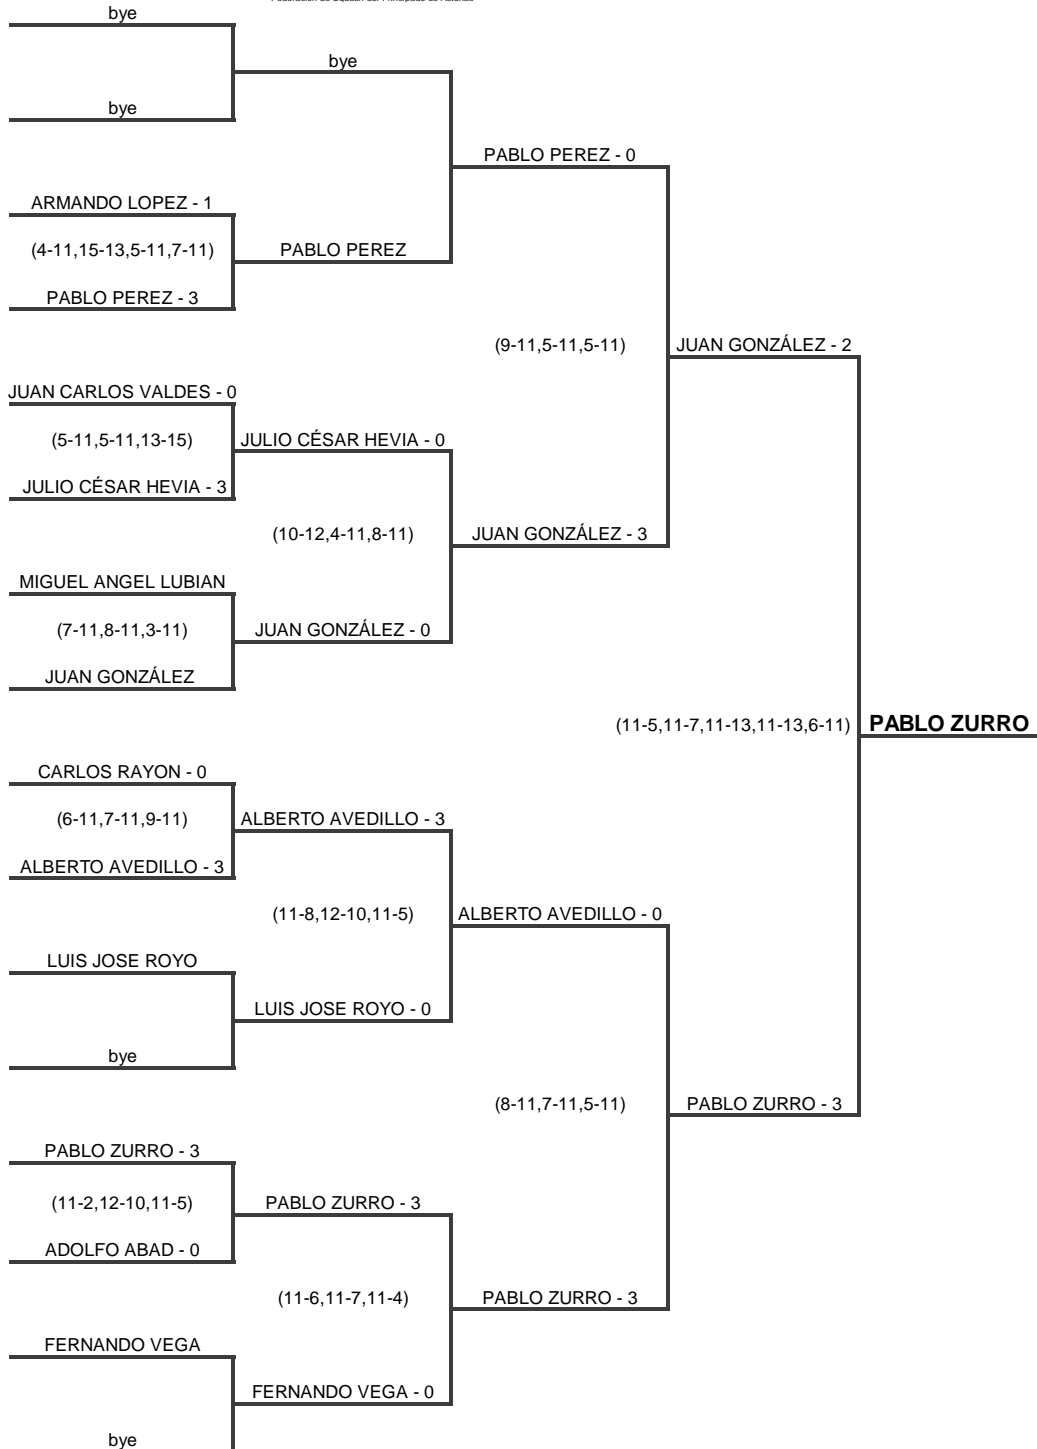 Federación de Squash del Principado de Asturias
bye
bye
bye
PABLO PEREZ - 0
ARMANDO LOPEZ - 1
(4-11,15-13,5-11,7-11)
PABLO PEREZ
PABLO PEREZ - 3
(9-11,5-11,5-11)
JUAN GONZÁLEZ - 2
JUAN CARLOS VALDES - 0
(5-11,5-11,13-15)
JULIO CÉSAR HEVIA - 0
JULIO CÉSAR HEVIA - 3
(10-12,4-11,8-11)
JUAN GONZÁLEZ - 3
MIGUEL ANGEL LUBIAN
(7-11,8-11,3-11)
JUAN GONZÁLEZ - 0
JUAN GONZÁLEZ
(11-5,11-7,11-13,11-13,6-11)
PABLO ZURRO
CARLOS RAYON - 0
(6-11,7-11,9-11)
ALBERTO AVEDILLO - 3
ALBERTO AVEDILLO - 3
(11-8,12-10,11-5)
ALBERTO AVEDILLO - 0
LUIS JOSE ROYO
LUIS JOSE ROYO - 0
bye
(8-11,7-11,5-11)
PABLO ZURRO - 3
PABLO ZURRO - 3
(11-2,12-10,11-5)
PABLO ZURRO - 3
ADOLFO ABAD - 0
(11-6,11-7,11-4)
PABLO ZURRO - 3
FERNANDO VEGA
FERNANDO VEGA - 0
bye